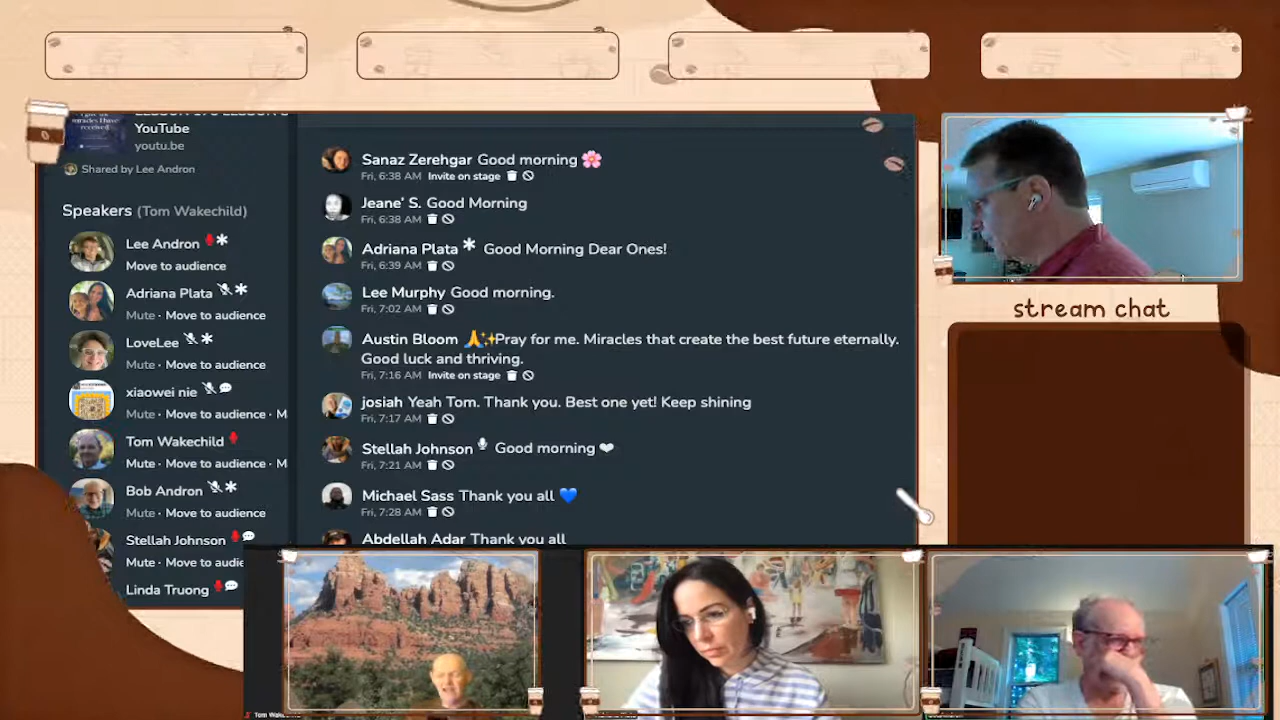 miracles I have
received
YouTube
youtu.be
Shared by Lee Andron
Speakers (Tom Wakechild)
Lee Andron
Move to audience
Adriana Plata
Mute · Move to audience
LoveLee
Mute · Move to audience
xiaowei nie
Mute · Move to audience · M
Tom Wakechild
Mute · Move to audience · M
Bob Andron
Mute · Move to audience
Stellah Johnson
Mute · Move to audie
Linda Truong
Sanaz Zerehgar Good morning 🌸
Fri, 6:38 AM Invite on stage
Jeane' S. Good Morning
Fri, 6:38 AM
Adriana Plata * Good Morning Dear Ones!
Fri, 6:39 AM
Lee Murphy Good morning.
Fri, 7:02 AM
Austin Bloom 🙏✨Pray for me. Miracles that create the best future eternally.
Good luck and thriving.
Fri, 7:16 AM Invite on stage
josiah Yeah Tom. Thank you. Best one yet! Keep shining
Fri, 7:17 AM
Stellah Johnson Good morning ❤
Fri, 7:21 AM
Michael Sass Thank you all 💙
Fri, 7:28 AM
Abdellah Adar Thank you all
stream chat